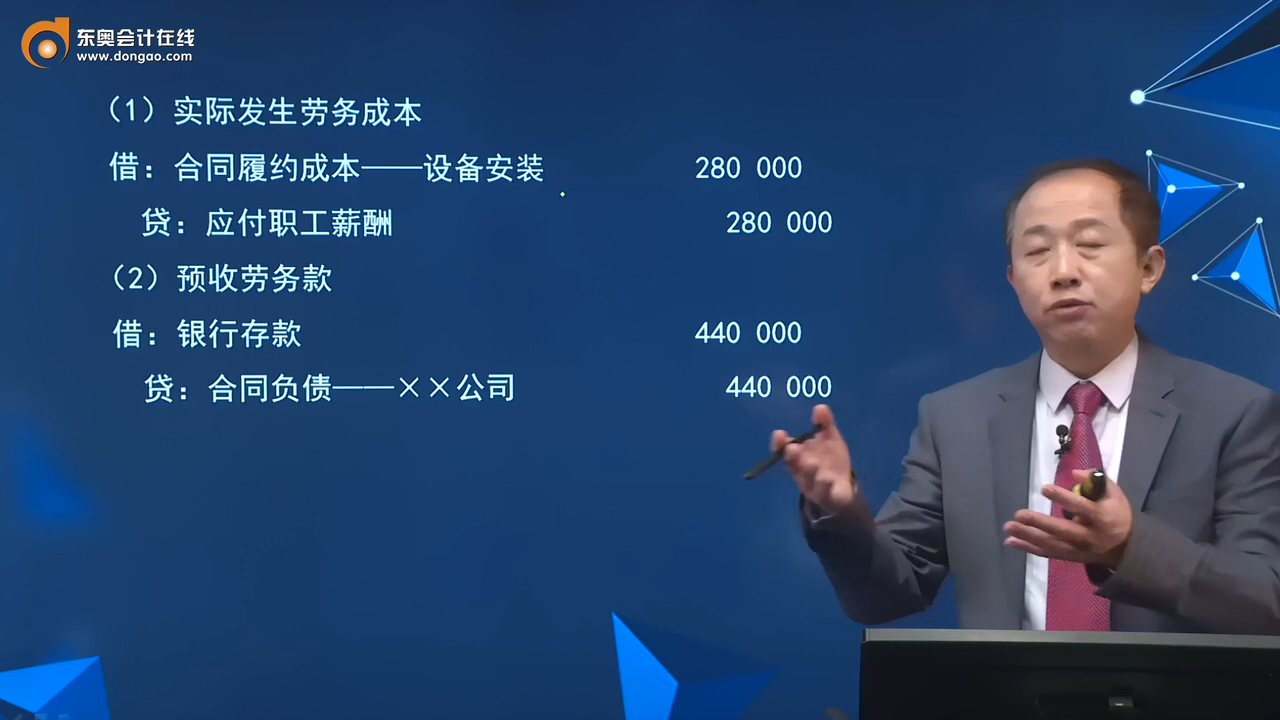 东奥会计在线
www.dongao.com
（1）实际发生劳务成本
借：合同履约成本——设备安装 280 000
贷：应付职工薪酬 280 000
（2）预收劳务款
借：银行存款 440 000
贷：合同负债——××公司 440 000